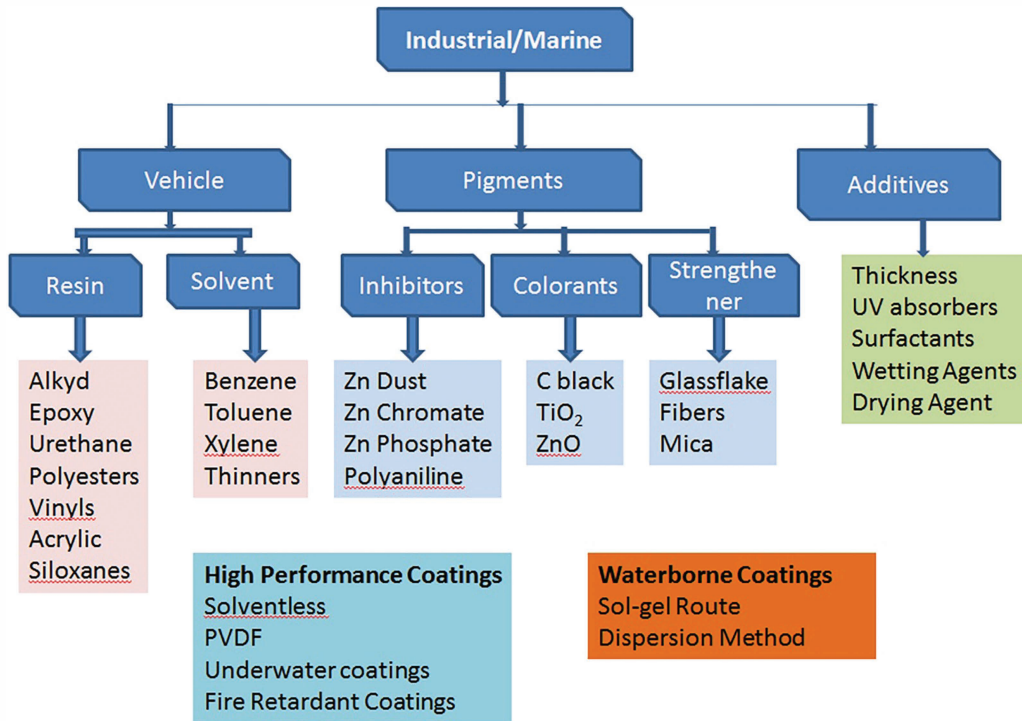 Industrial/Marine
Vehicle
Pigments
Additives
Resin
Solvent
Inhibitors
Colorants
Strengthe
ner
Alkyd
Epoxy
Urethane
Polyesters
Vinyls
Acrylic
Siloxanes
Benzene
Toluene
Xylene
Thinners
Zn Dust
Zn Chromate
Zn Phosphate
Polyaniline
C black
TiO₂
ZnO
Glassflake
Fibers
Mica
Thickness
UV absorbers
Surfactants
Wetting Agents
Drying Agent
High Performance Coatings
Solventless
PVDF
Underwater coatings
Fire Retardant Coatings
Waterborne Coatings
Sol-gel Route
Dispersion Method